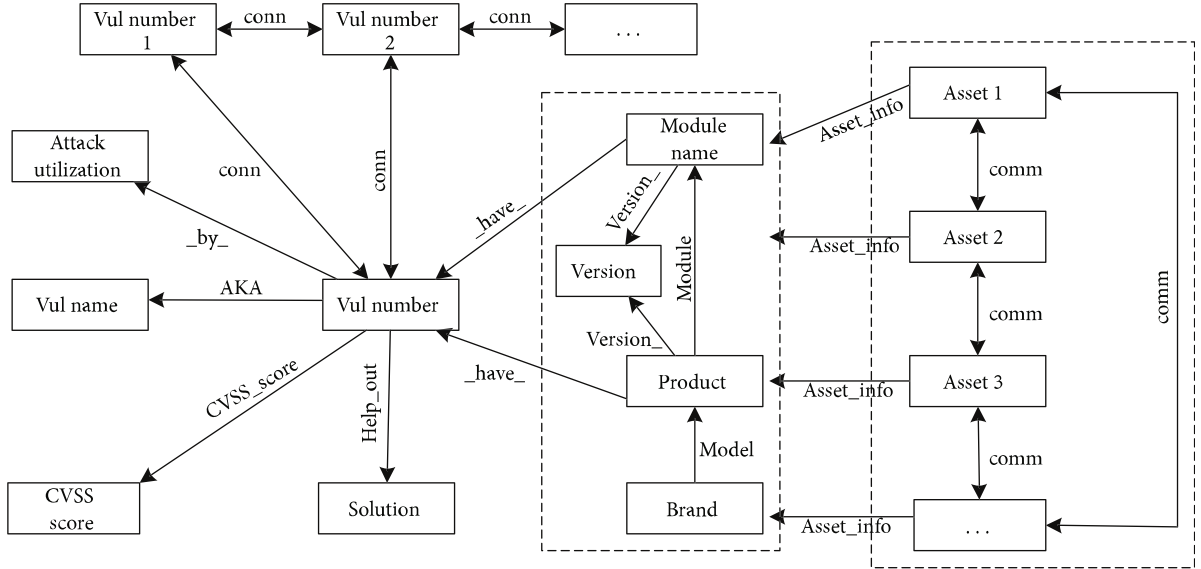 Vul number
1
conn
Vul number
2
conn
...
Attack
utilization
conn
conn
_by_
Vul name
AKA
Vul number
CVSS_score
Help_out
CVSS
score
Solution
_have_
_have_
Module
name
Version_
Version
Module
Version_
Product
Model
Brand
Asset_info
Asset_info
Asset_info
Asset_info
Asset 1
comm
Asset 2
comm
Asset 3
comm
...
comm